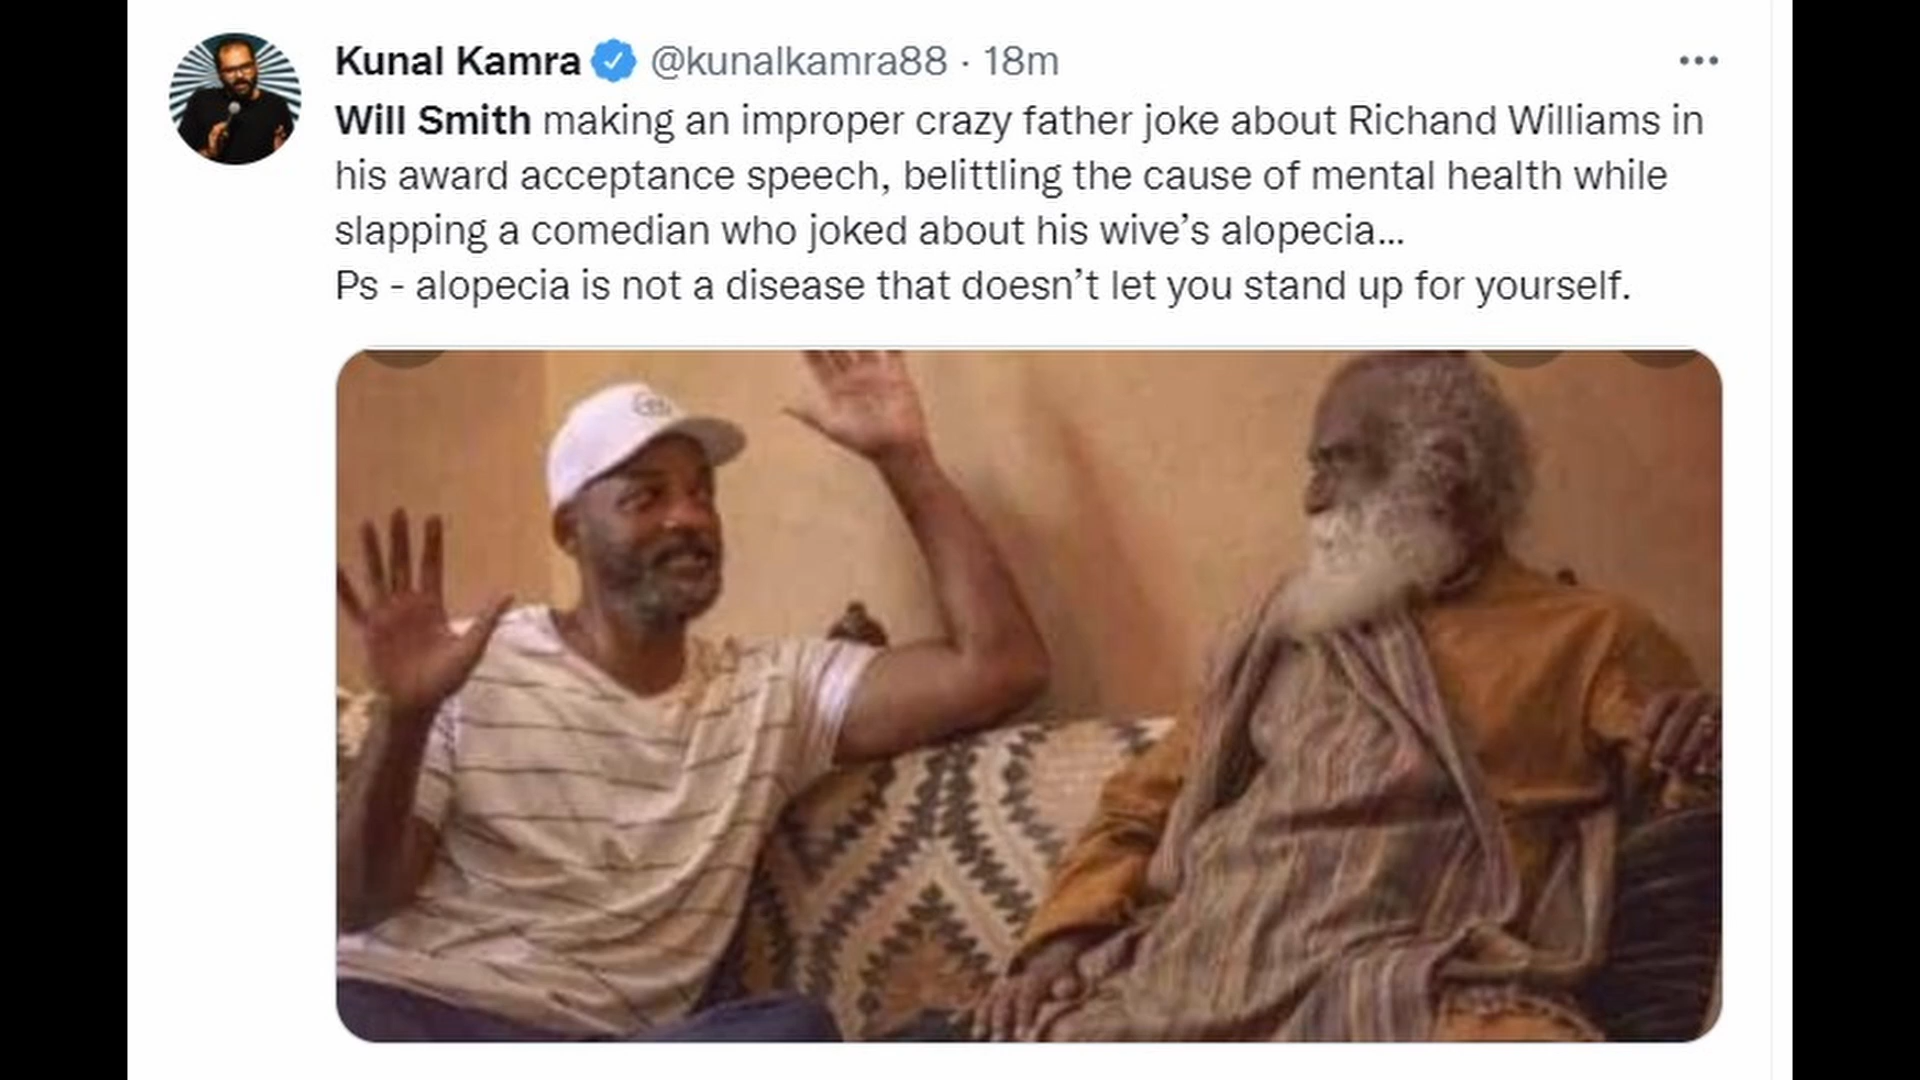 Kunal Kamra @kunalkamra88 · 18m
Will Smith making an improper crazy father joke about Richand Williams in
his award acceptance speech, belittling the cause of mental health while
slapping a comedian who joked about his wive’s alopecia...
Ps - alopecia is not a disease that doesn’t let you stand up for yourself.